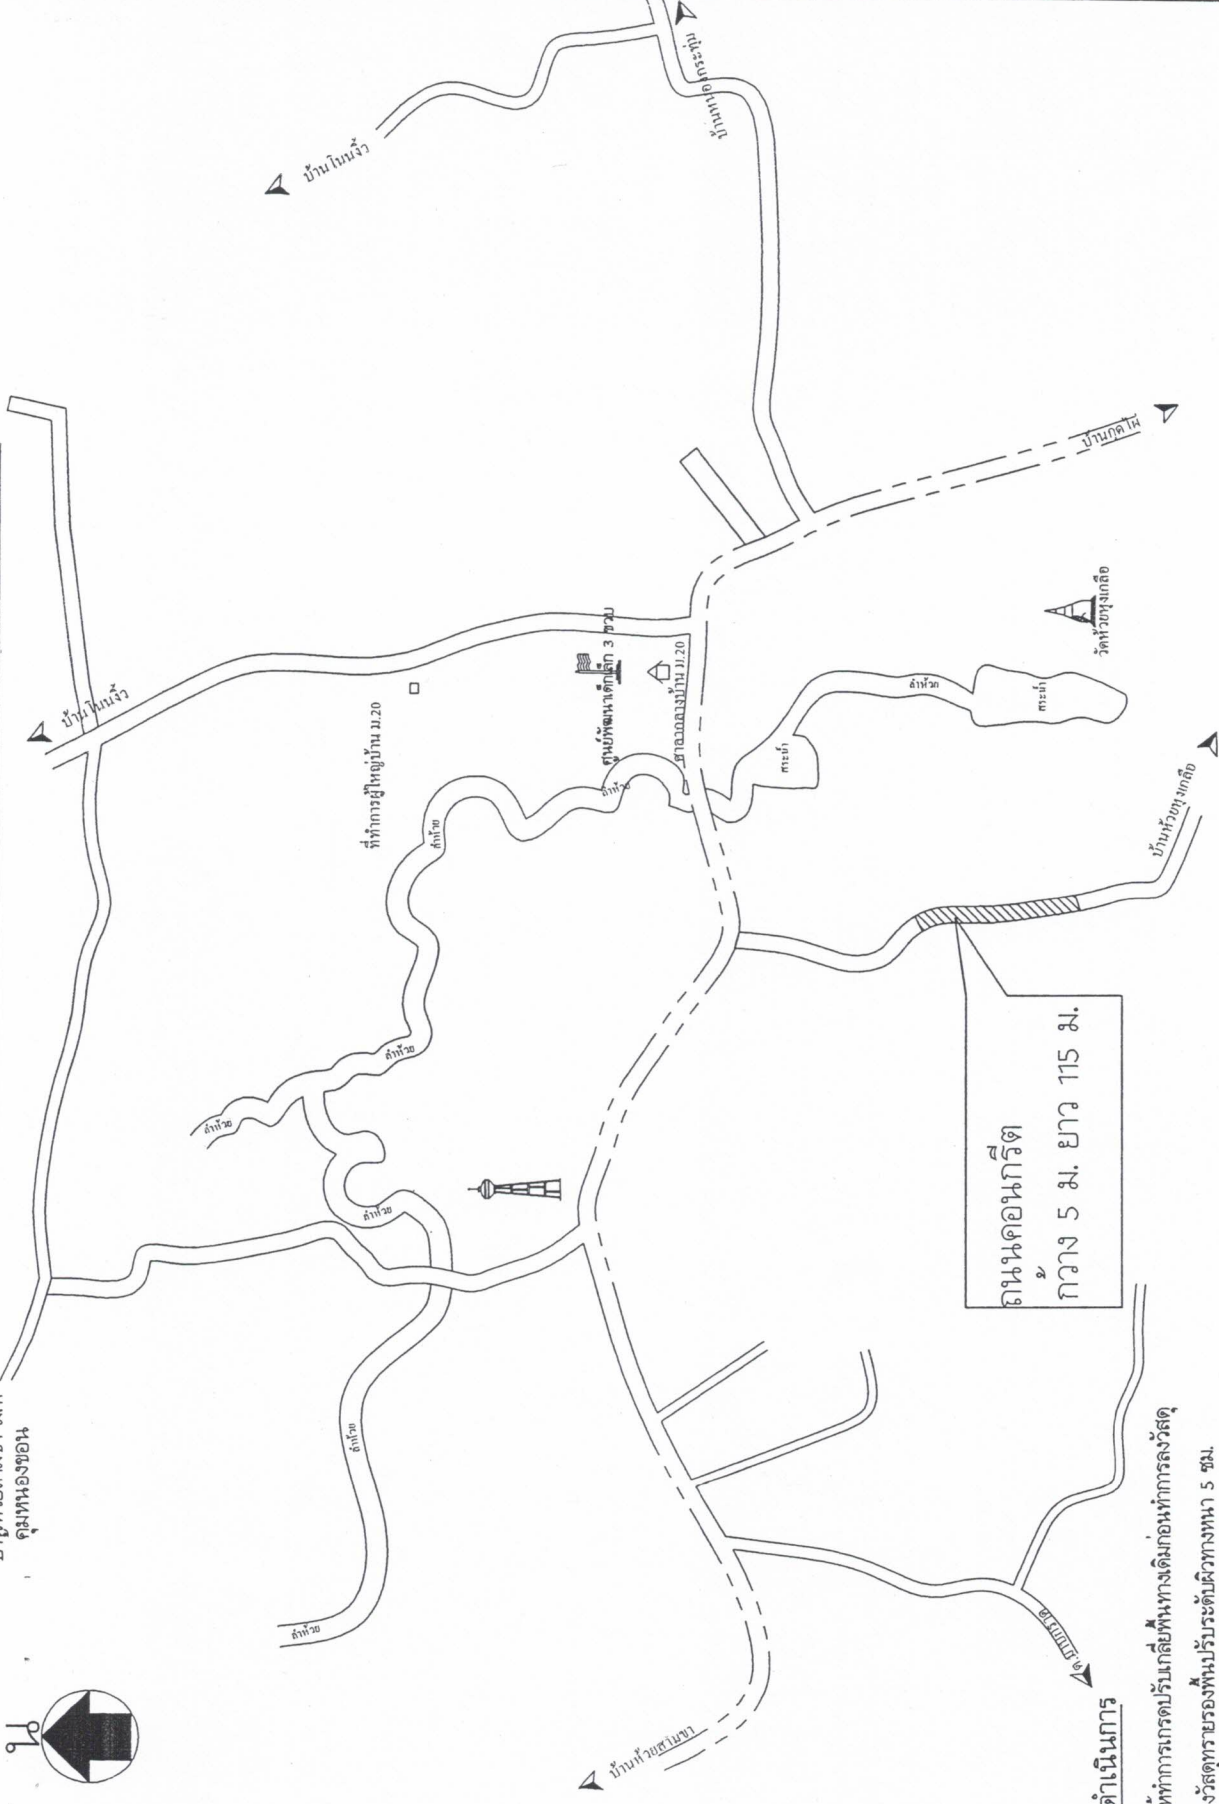 คุ้มหนองขอน
น
บ้านโนนงิ้ว
บ้านหนองกระทุ่ม
บ้านโนนงิ้ว
ที่ทำการผู้ใหญ่บ้าน ม.20
ศูนย์พัฒนาเด็กเล็ก 3 ขวบ
ศาลากลางบ้าน ม.20
บ้านกุดไผ่
วัดห้วยทุ่งเกลือ
ลำห้วย
ลำห้วย
ลำห้วย
ลำห้วย
ลำห้วย
ลำห้วย
ลำห้วย
ลำห้วย
สระน้ำ
สระน้ำ
บ้านห้วยทุ่งเกลือ
ถนนคอนกรีต
กว้าง 5 ม. ยาว 115 ม.
บ้านห้วยสามขา
ต.ยางกราด
ดำเนินการ
ทำการเกรดปรับเกลี่ยพื้นทางเดิมก่อนทำการลงวัสดุ
วัสดุทรายรองพื้นปรับระดับผิวทางหนา 5 ซม.